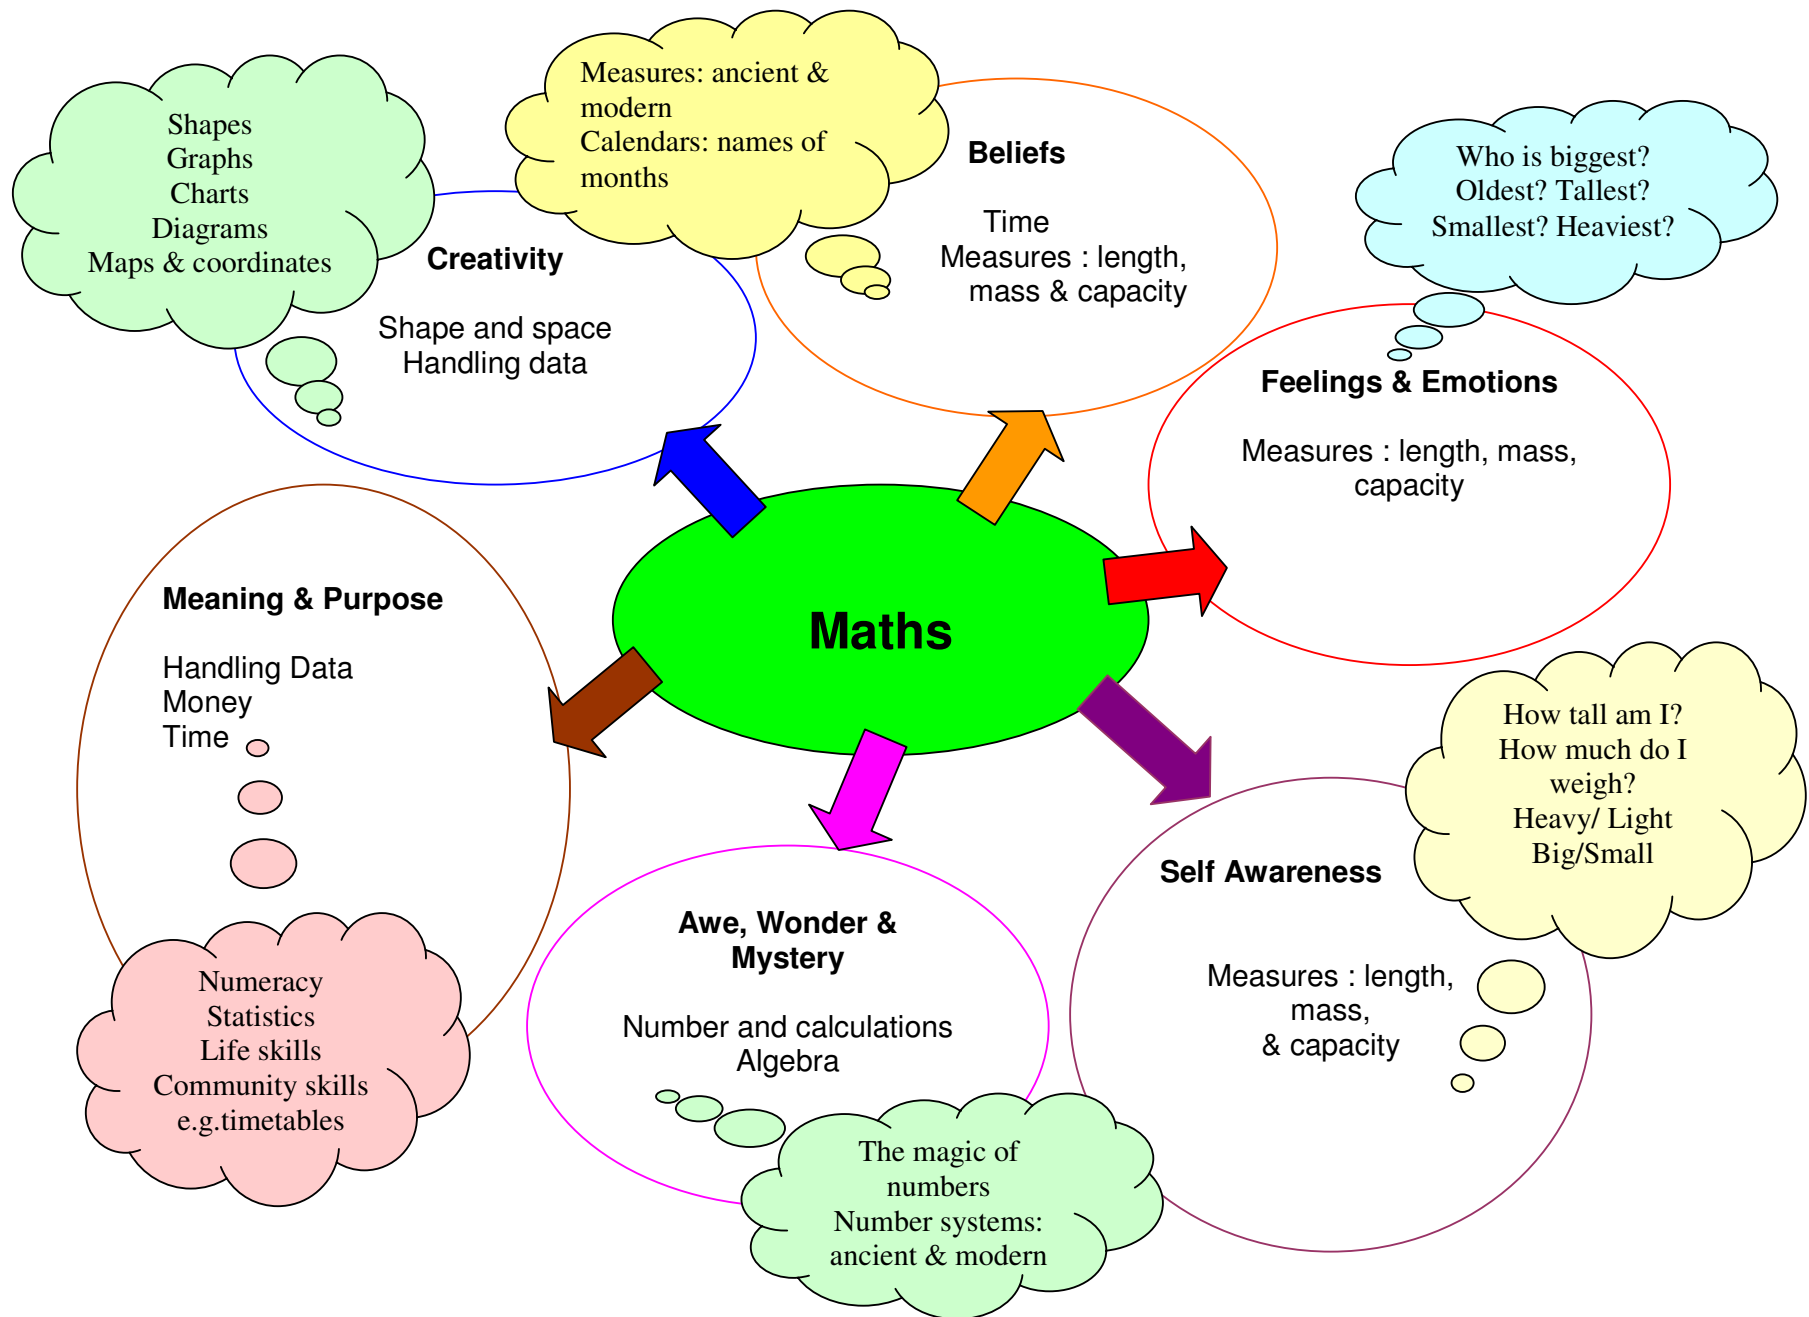 Shapes
Graphs
Charts
Diagrams
Maps & coordinates
Creativity
Shape and space
Handling data
Measures: ancient &
modern
Calendars: names of
months
Beliefs
Time
Measures : length,
mass & capacity
Who is biggest?
Oldest? Tallest?
Smallest? Heaviest?
Feelings & Emotions
Measures : length, mass,
capacity
Maths
Meaning & Purpose
Handling Data
Money
Time
Numeracy
Statistics
Life skills
Community skills
e.g.timetables
Awe, Wonder &
Mystery
Number and calculations
Algebra
The magic of
numbers
Number systems:
ancient & modern
Self Awareness
Measures : length,
mass,
& capacity
How tall am I?
How much do I
weigh?
Heavy/ Light
Big/Small